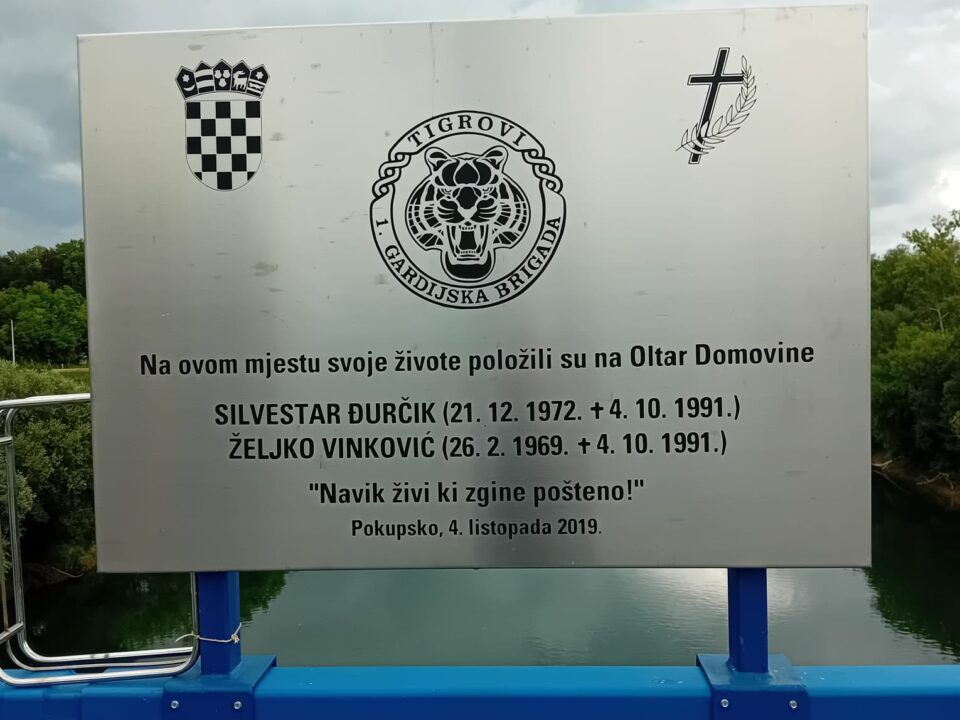 TIGROVI
1. GARDIJSKA BRIGADA
Na ovom mjestu svoje živote položili su na Oltar Domovine
SILVESTAR ĐURČIK (21. 12. 1972. ✝ 4. 10. 1991.)
ŽELJKO VINKOVIĆ (26. 2. 1969. ✝ 4. 10. 1991.)
"Navik živi ki zgine pošteno!"
Pokupsko, 4. listopada 2019.